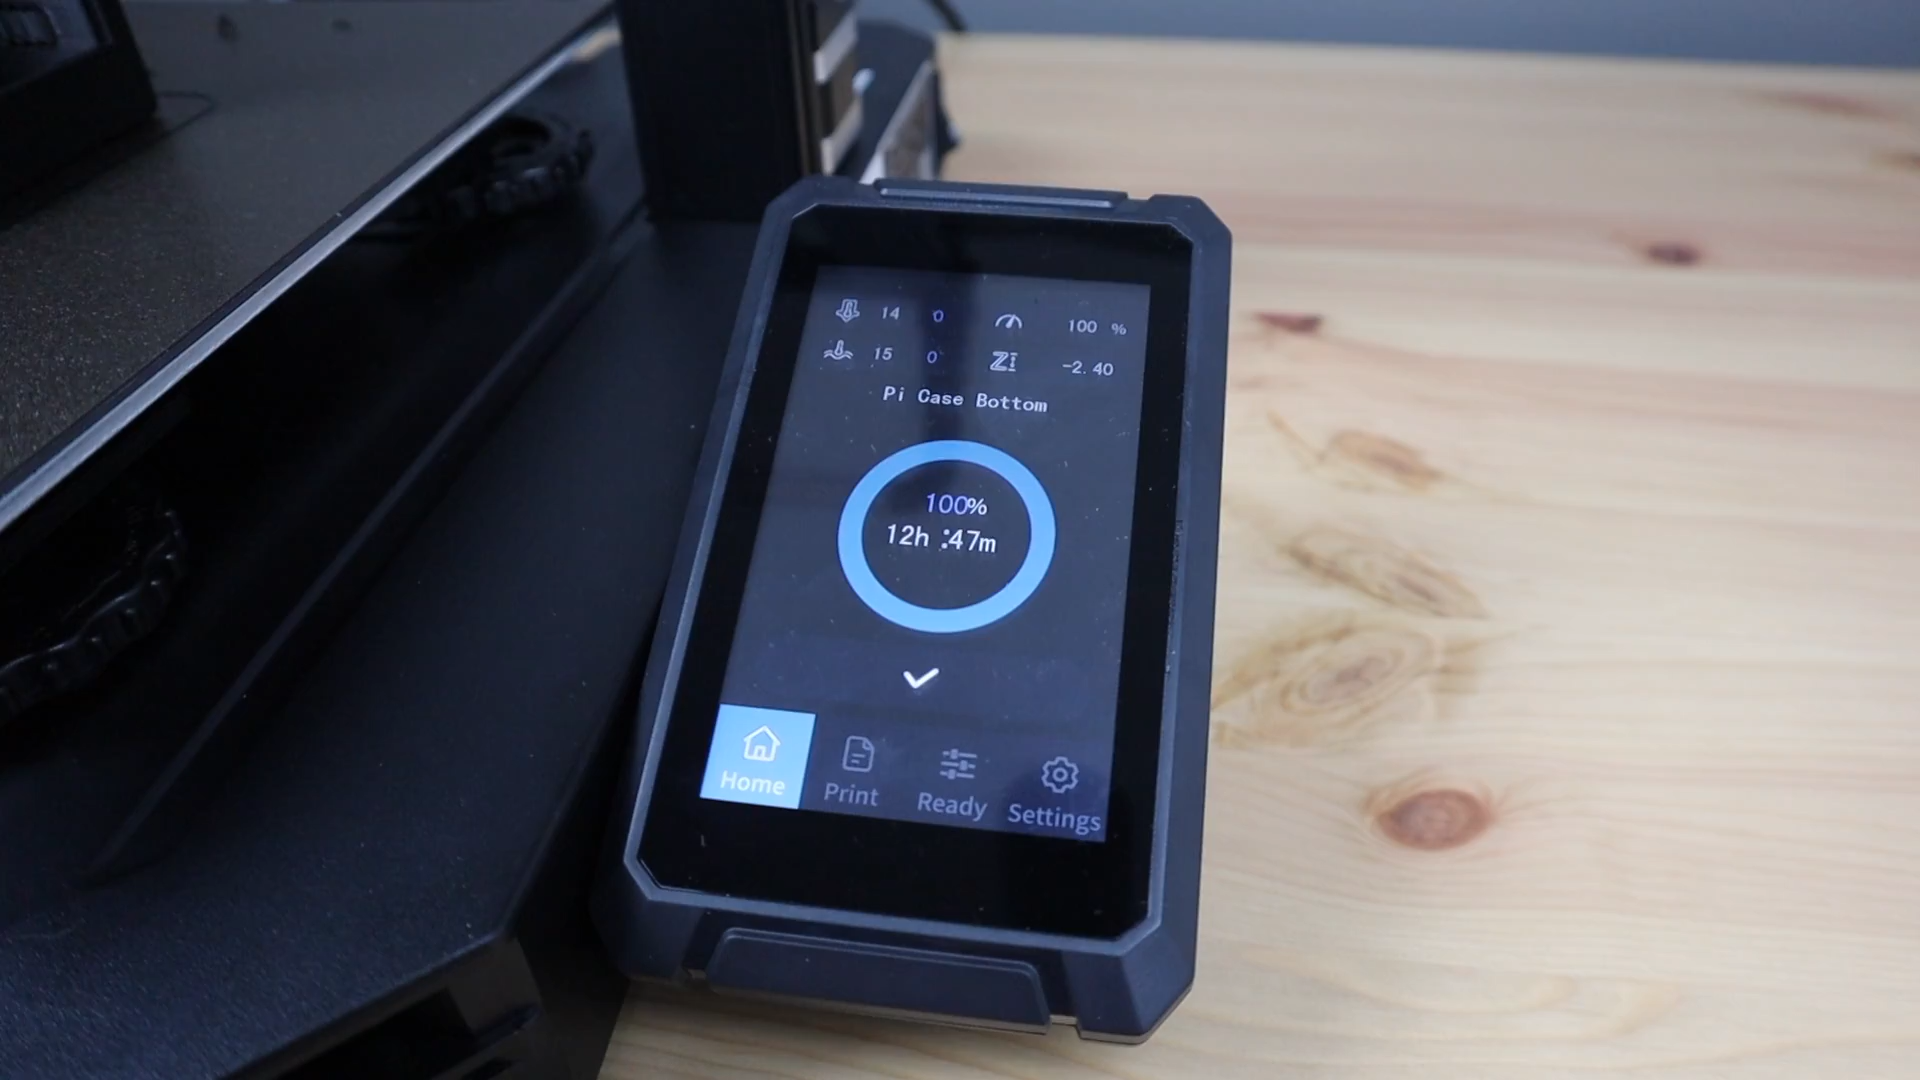 14 0 100 %
15 0 Z -2.40
Pi Case Bottom
100%
12h :47m
Home Print Ready Settings